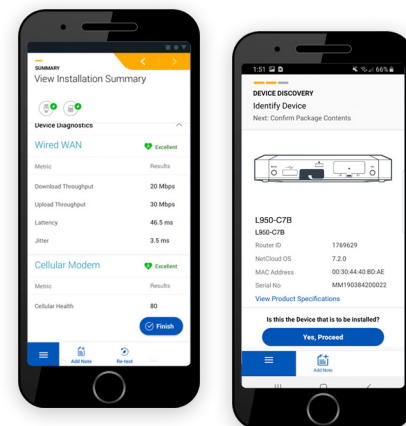 SUMMARY
View Installation Summary
Device Diagnostics
Wired WAN
Excellent
Metric
Results
Download Throughput
20 Mbps
Upload Throughput
30 Mbps
Lattency
46.5 ms
Jitter
3.5 ms
Cellular Modem
Excellent
Metric
Results
Cellular Health
80
Finish
Add Note
Re-test
1:51
66%
DEVICE DISCOVERY
Identify Device
Next: Confirm Package Contents
L950-C7B
L950-C7B
Router ID
1769629
NetCloud OS
7.2.0
MAC Address
00:30:44:40:BD:AE
Serial No
MM190384200022
View Product Specifications
Is this the Device that is to be installed?
Yes, Proceed
Add Note